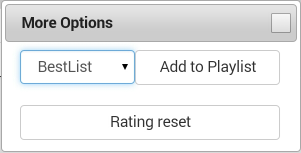 More Options
BestList
Add to Playlist
Rating reset